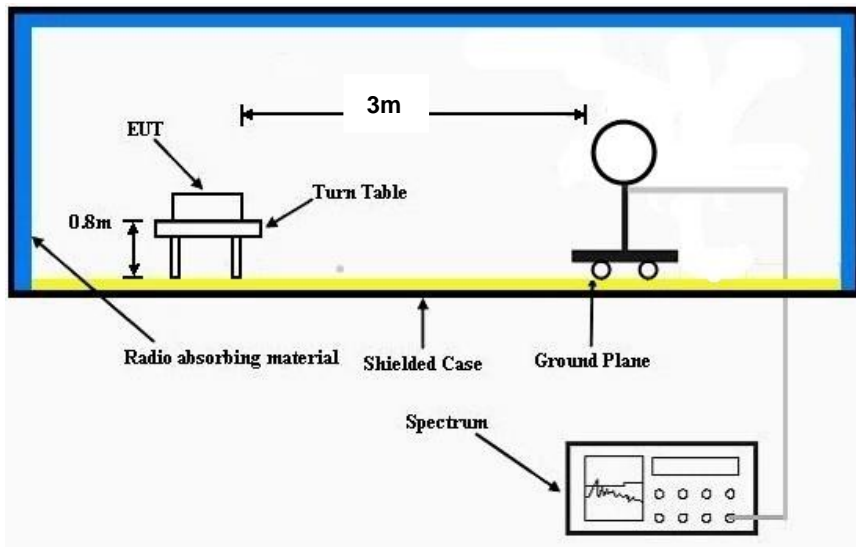 3m
EUT
Turn Table
0.8m
Radio absorbing material
Shielded Case
Ground Plane
Spectrum